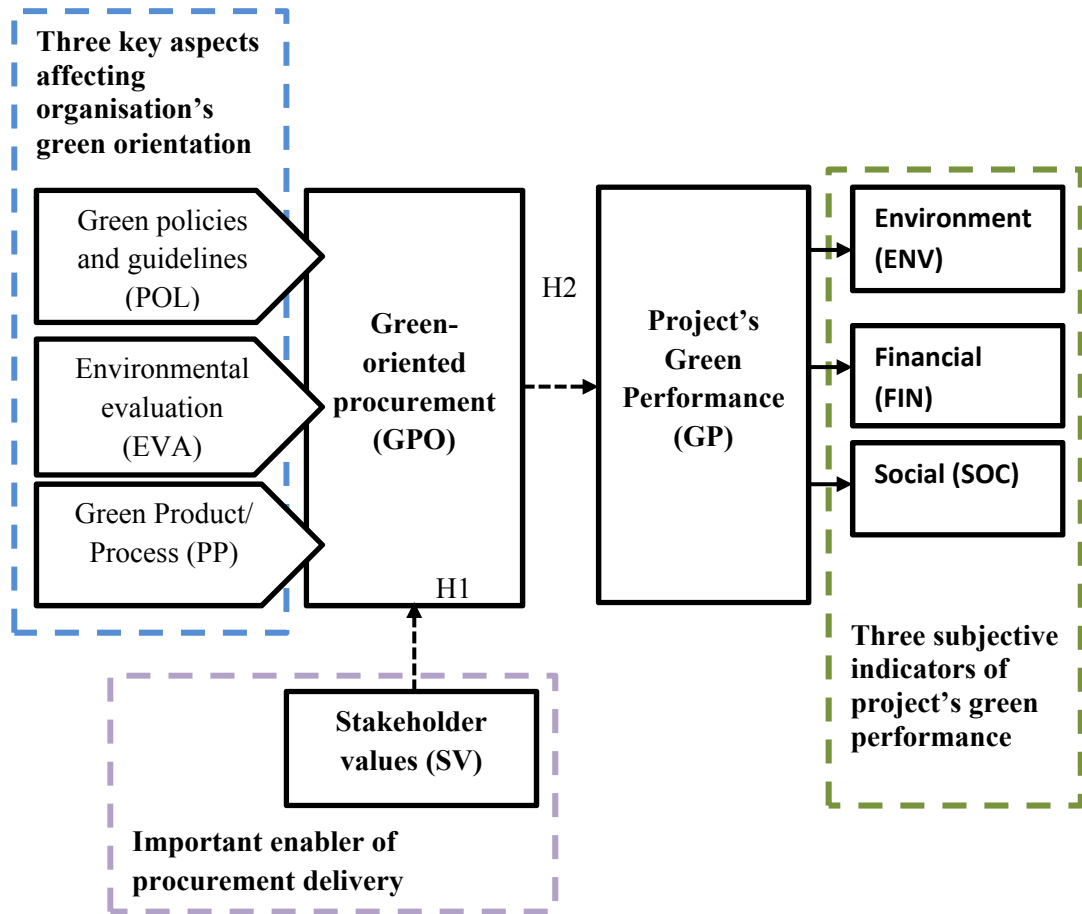 Three key aspects
affecting
organisation’s
green orientation
Green policies
and guidelines
(POL)
Environmental
evaluation
(EVA)
Green Product/
Process (PP)
Green-
oriented
procurement
(GPO)
H1
H2
Project’s
Green
Performance
(GP)
Environment
(ENV)
Financial
(FIN)
Social (SOC)
Three subjective
indicators of
project’s green
performance
Stakeholder
values (SV)
Important enabler of
procurement delivery